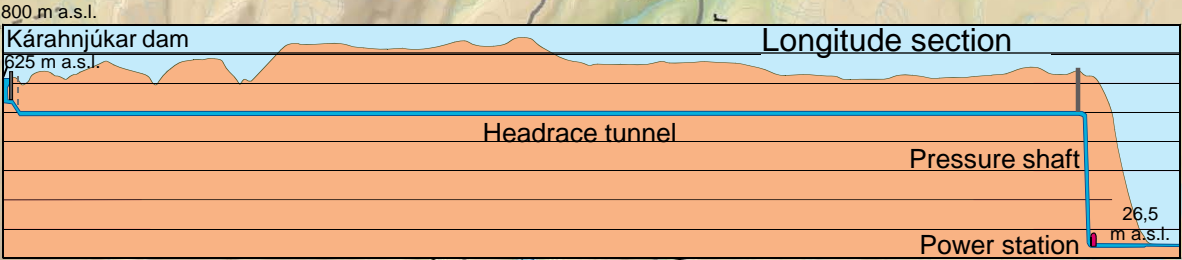 800 m a.s.l.
Kárahnjúkar dam
Longitude section
625 m a.s.l.
Headrace tunnel
Pressure shaft
26,5
m a.s.l.
Power station